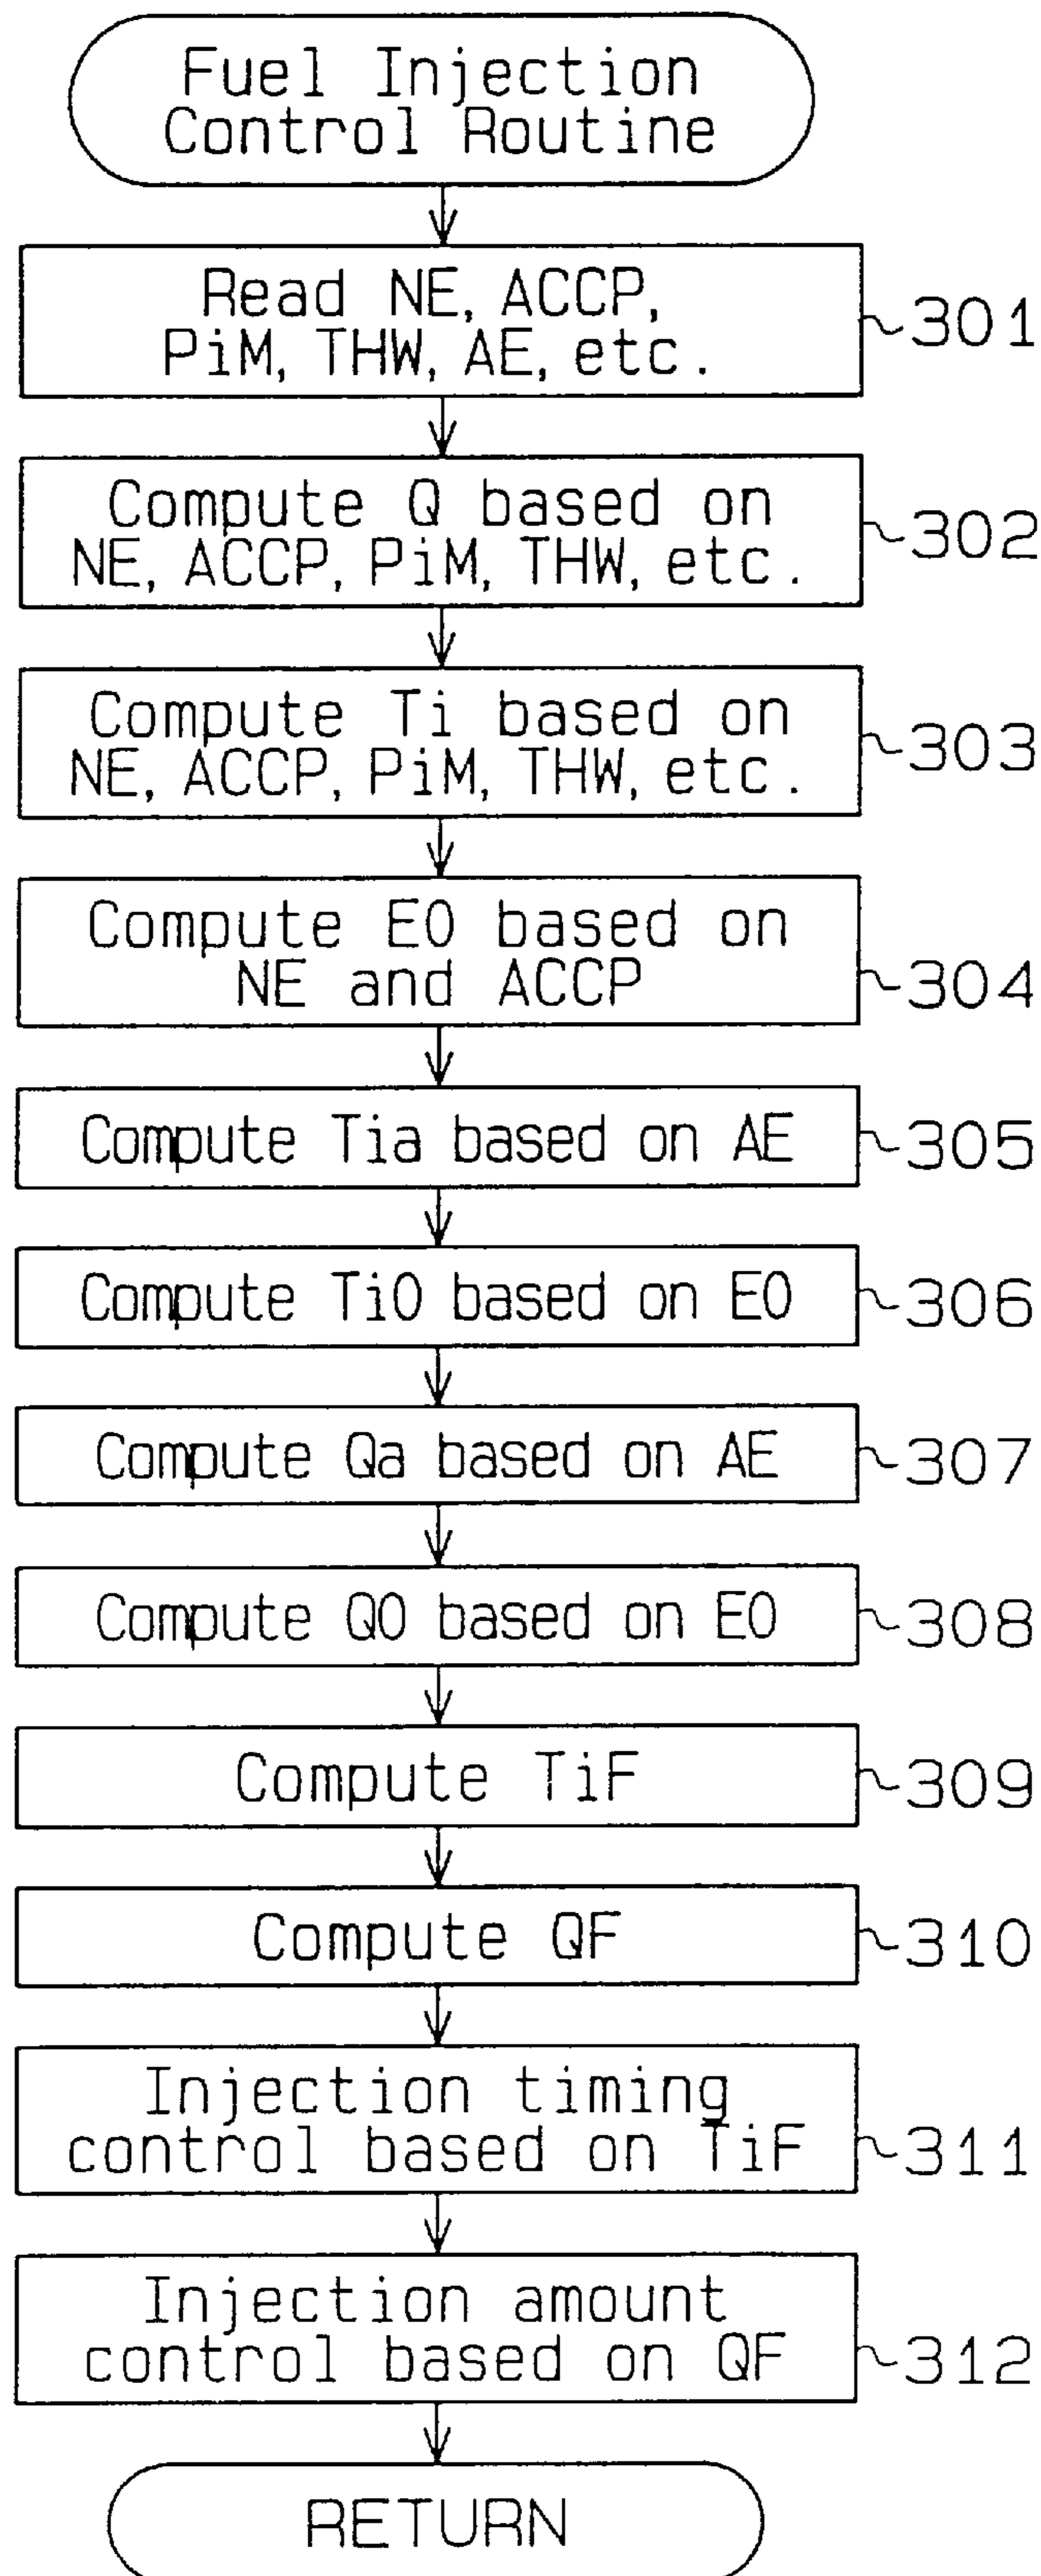 Fuel Injection
Control Routine
Read NE, ACCP,
PiM, THW, AE, etc.
301
Compute Q based on
NE, ACCP, PiM, THW, etc.
302
Compute Ti based on
NE, ACCP, PiM, THW, etc.
303
Compute E0 based on
NE and ACCP
304
Compute Tia based on AE
305
Compute Ti0 based on E0
306
Compute Qa based on AE
307
Compute Q0 based on E0
308
Compute TiF
309
Compute QF
310
Injection timing
control based on TiF
311
Injection amount
control based on QF
312
RETURN